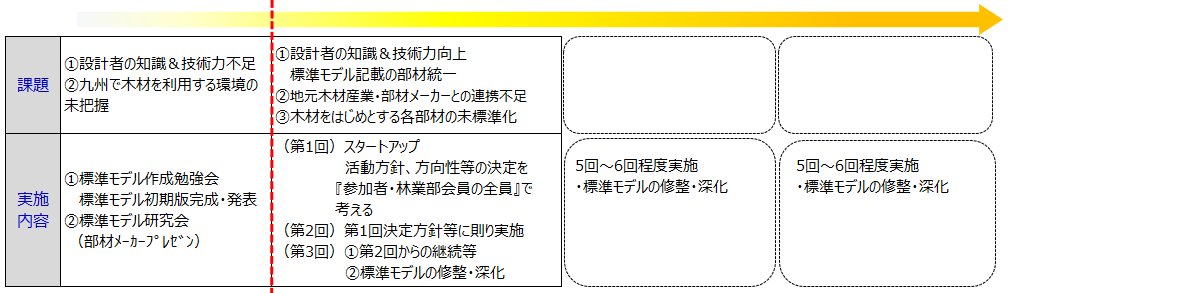 課題
①設計者の知識＆技術力不足
②九州で木材を利用する環境の
未把握
①設計者の知識＆技術力向上
標準モデル記載の部材統一
②地元木材産業・部材メーカーとの連携不足
③木材をはじめとする各部材の未標準化
実施
内容
①標準モデル作成勉強会
標準モデル初期版完成・発表
②標準モデル研究会
（部材ﾒｰｶｰﾌﾟﾚｾﾞﾝ）
（第1回）スタートアップ
活動方針、方向性等の決定を
『参加者・林業部会員の全員』で
考える
（第2回）第1回決定方針等に則り実施
（第3回）①第2回からの継続等
②標準モデルの修整・深化
5回～6回程度実施
・標準モデルの修整・深化
5回～6回程度実施
・標準モデルの修整・深化